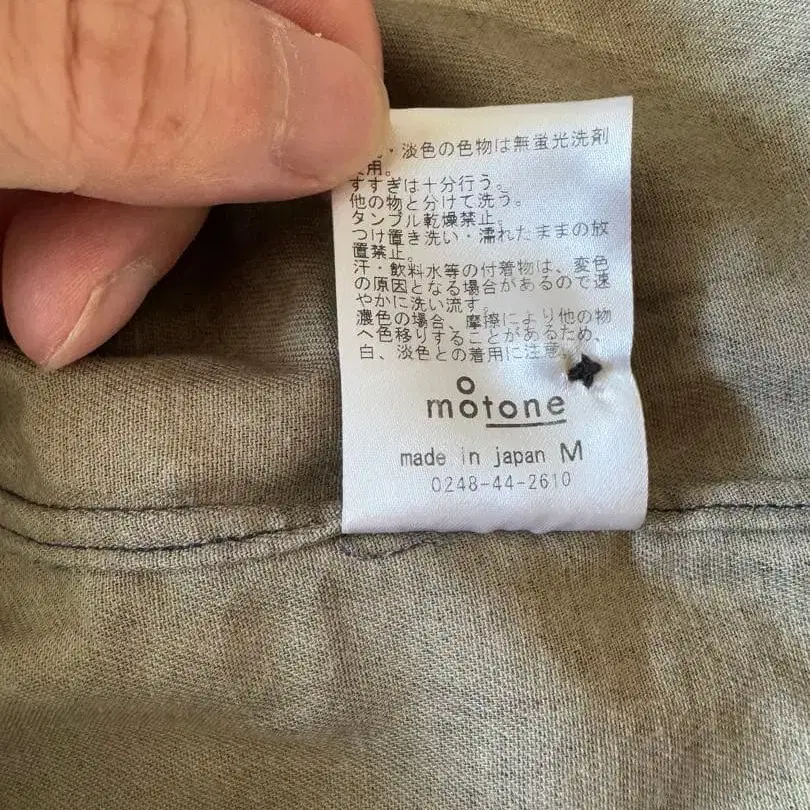 ・淡色の色物は無蛍光洗剤
用。
すすぎは十分行う。
他の物と分けて洗う。
タンブル乾燥禁止。
つけ置き洗い・濡れたままの放
置禁止。
汗・飲料水等の付着物は、変色
の原因となる場合があるので速
やかに洗い流す。
濃色の場合、摩擦により他の物
へ色移りすることがあるため、
白、淡色との着用に注意
motone
made in japan M
0248-44-2610